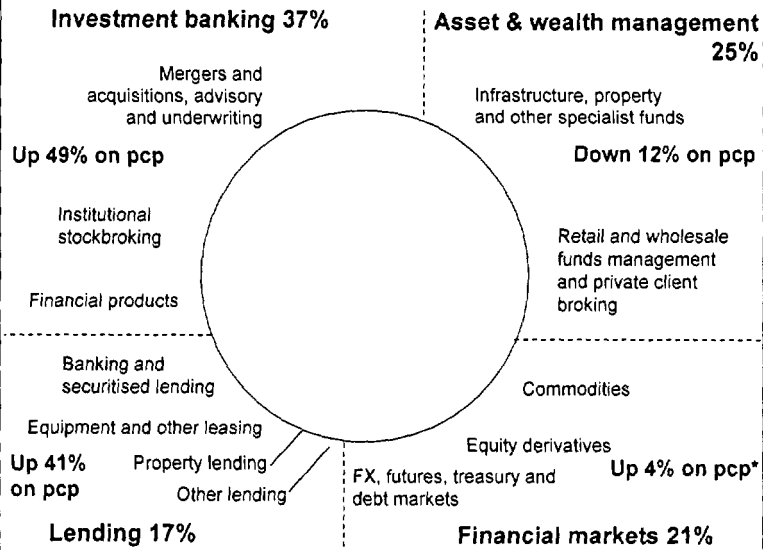 Investment banking 37%
Mergers and
acquisitions, advisory
and underwriting
Up 49% on pcp
Institutional
stockbroking
Financial products
Asset & wealth management
25%
Infrastructure, property
and other specialist funds
Down 12% on pcp
Retail and wholesale
funds management
and private client
broking
Banking and
securitised lending
Equipment and other leasing
Up 41%
on pcp
Property lending
Other lending
Lending 17%
Commodities
Equity derivatives
FX, futures, treasury and
debt markets
Up 4% on pcp*
Financial markets 21%